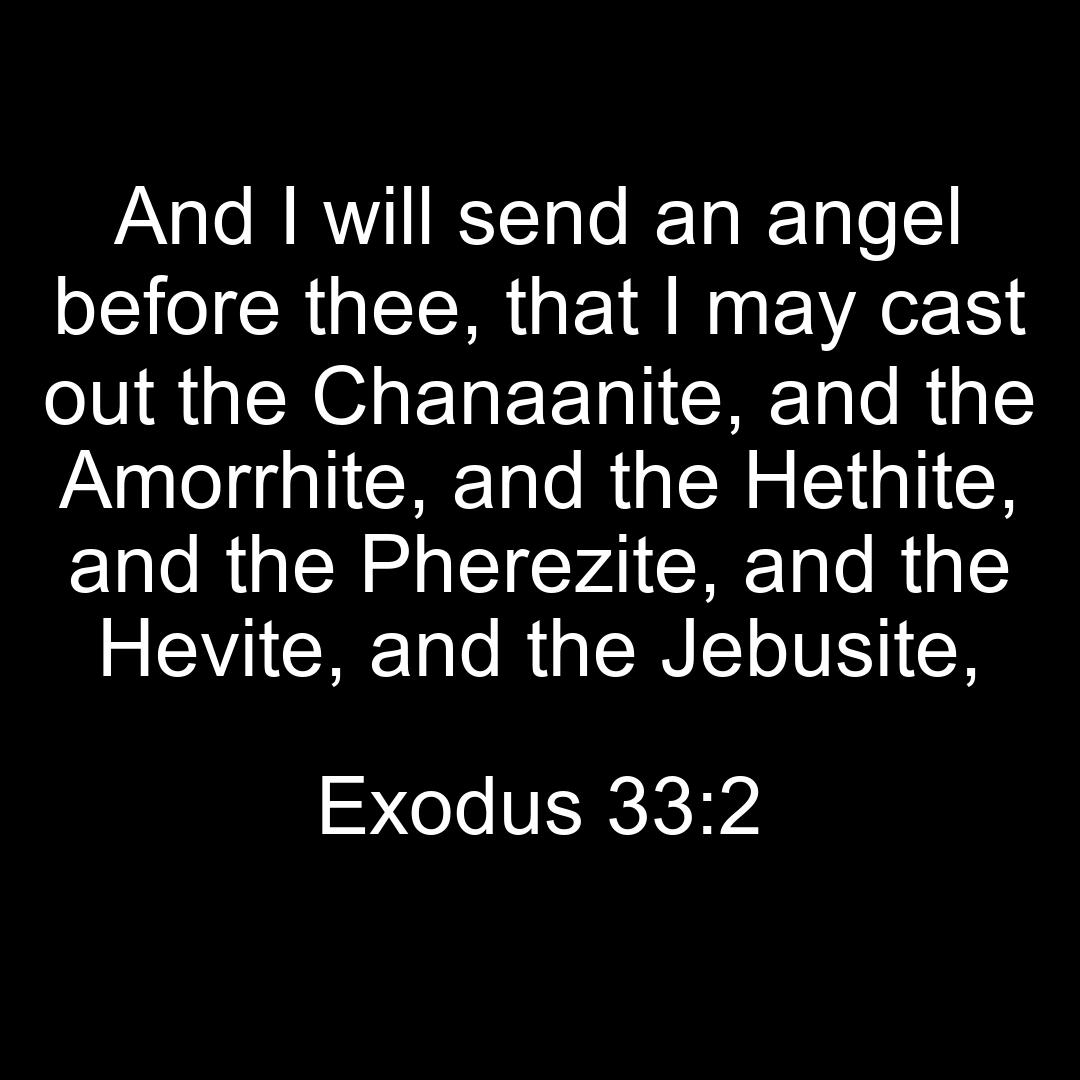 And I will send an angel
before thee, that I may cast
out the Chanaanite, and the
Amorrhite, and the Hethite,
and the Pherezite, and the
Hevite, and the Jebusite,
Exodus 33:2